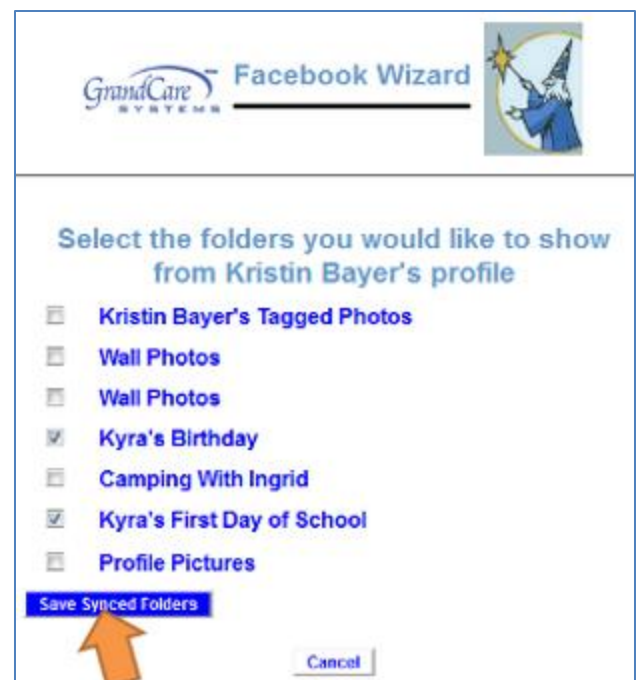 GrandCare™
SYSTEMS
Facebook Wizard
Select the folders you would like to show
from Kristin Bayer's profile
Kristin Bayer's Tagged Photos
Wall Photos
Wall Photos
Kyra's Birthday
Camping With Ingrid
Kyra's First Day of School
Profile Pictures
Save Synced Folders
Cancel